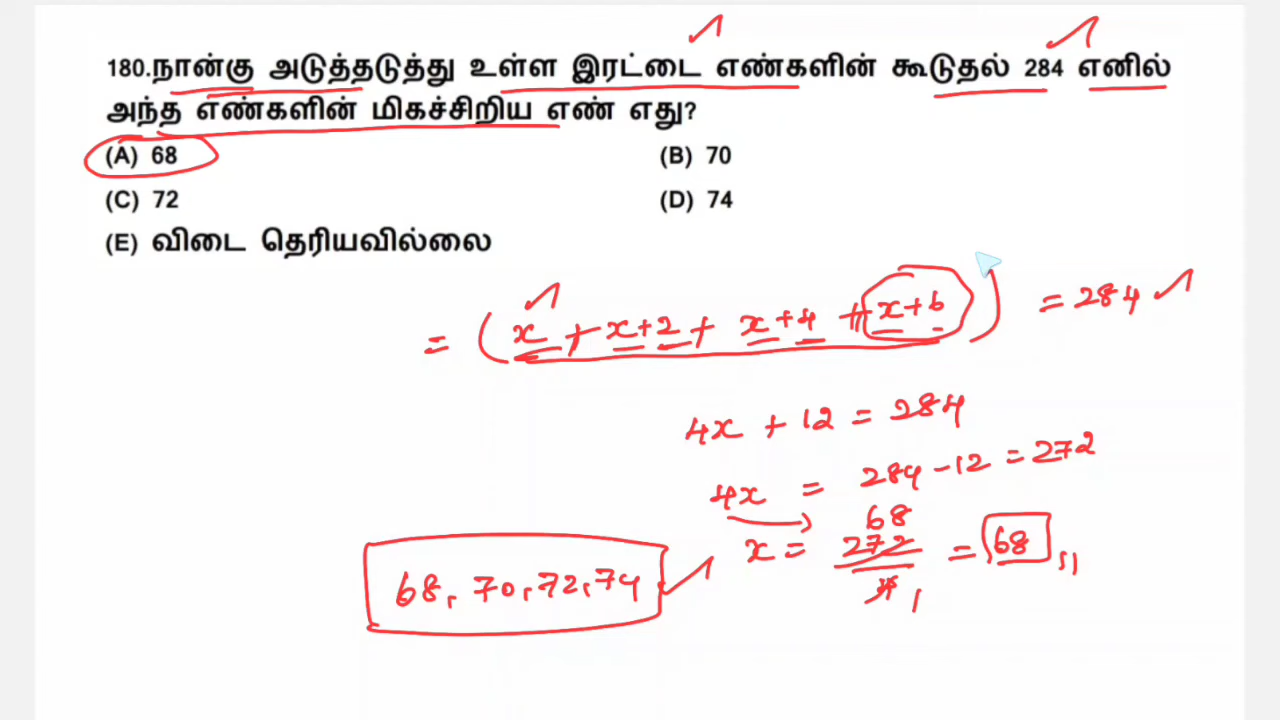 180.நான்கு அடுத்தடுத்து உள்ள இரட்டை எண்களின் கூடுதல் 284 எனில்
அந்த எண்களின் மிகச்சிறிய எண் எது?
(A) 68 (B) 70
(C) 72 (D) 74
(E) விடை தெரியவில்லை
= (x + x+2 + x+4 + x+6) = 284
4x + 12 = 284
4x = 284 - 12 = 272
68
x = 272 = 68
4 1
68, 70, 72, 74